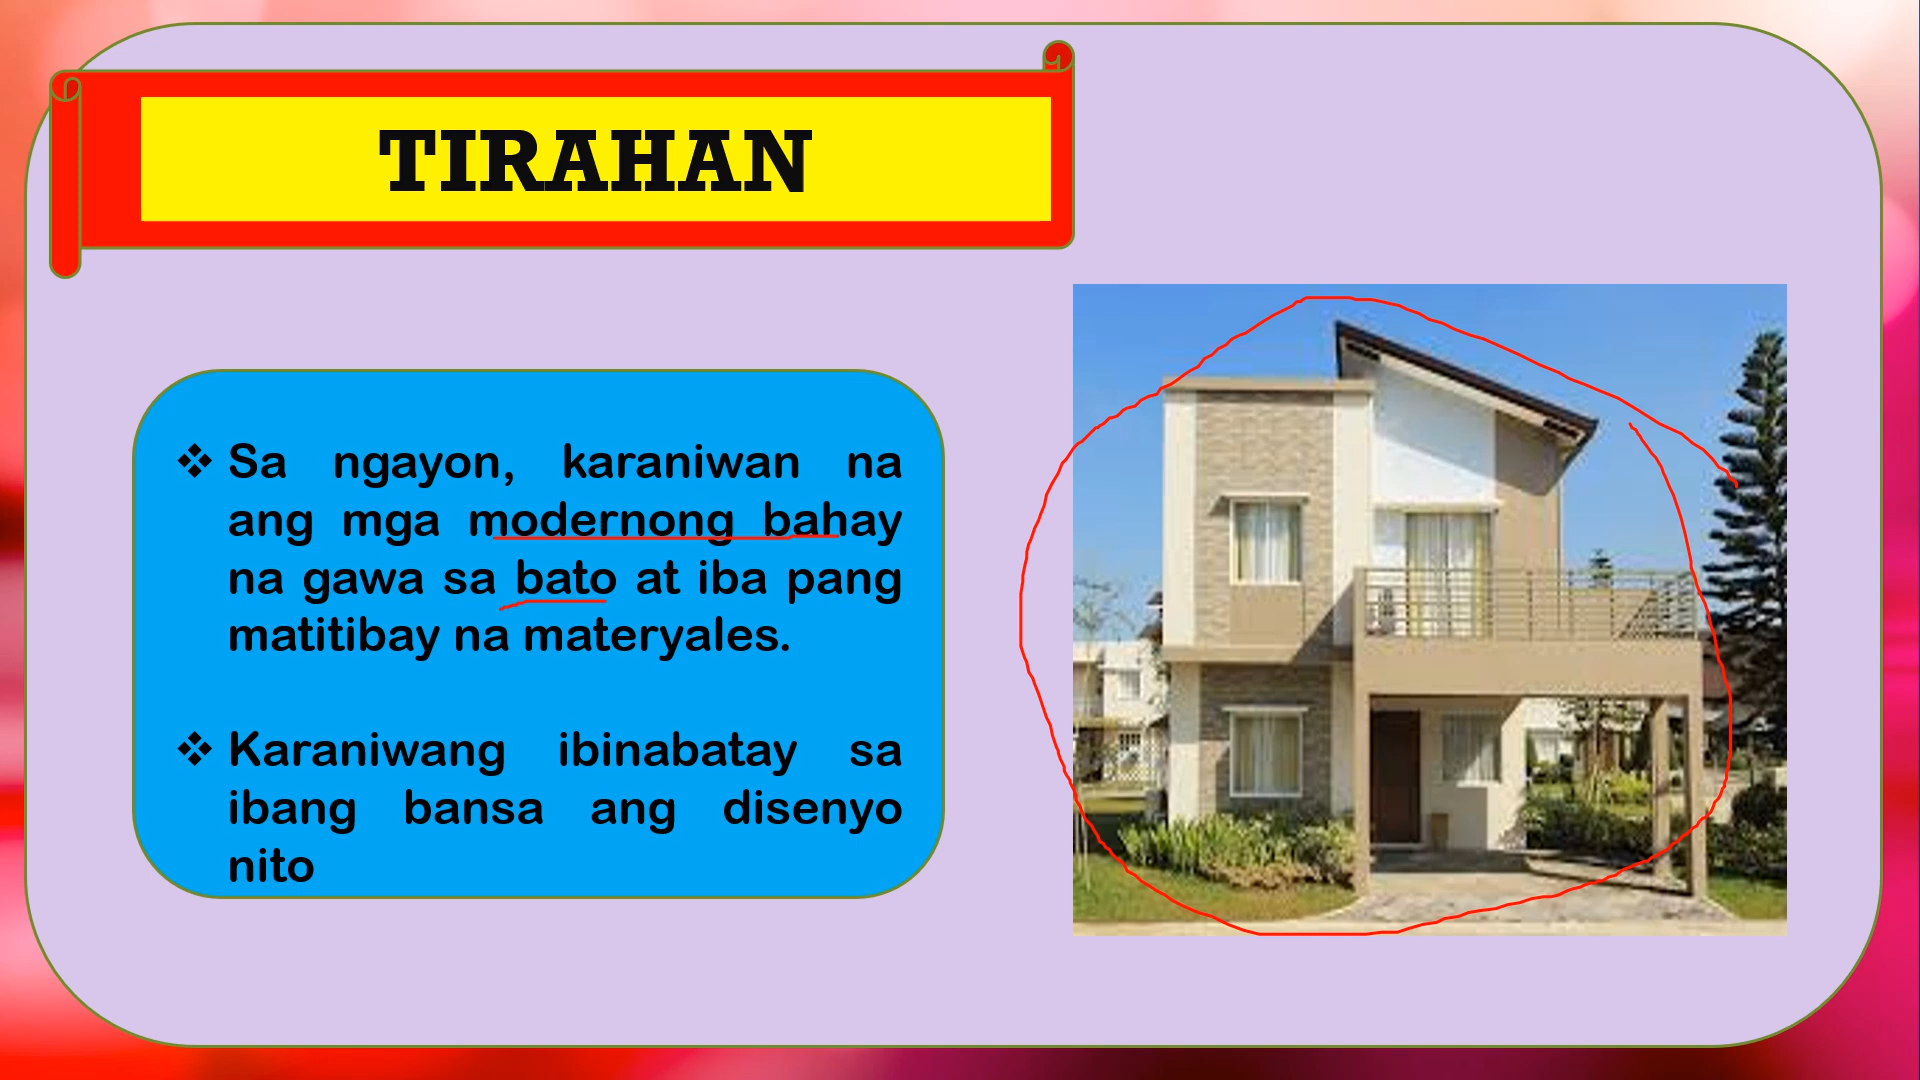 TIRAHAN
❖ Sa ngayon, karaniwan na
ang mga modernong bahay
na gawa sa bato at iba pang
matitibay na materyales.
❖ Karaniwang ibinabatay sa
ibang bansa ang disenyo
nito